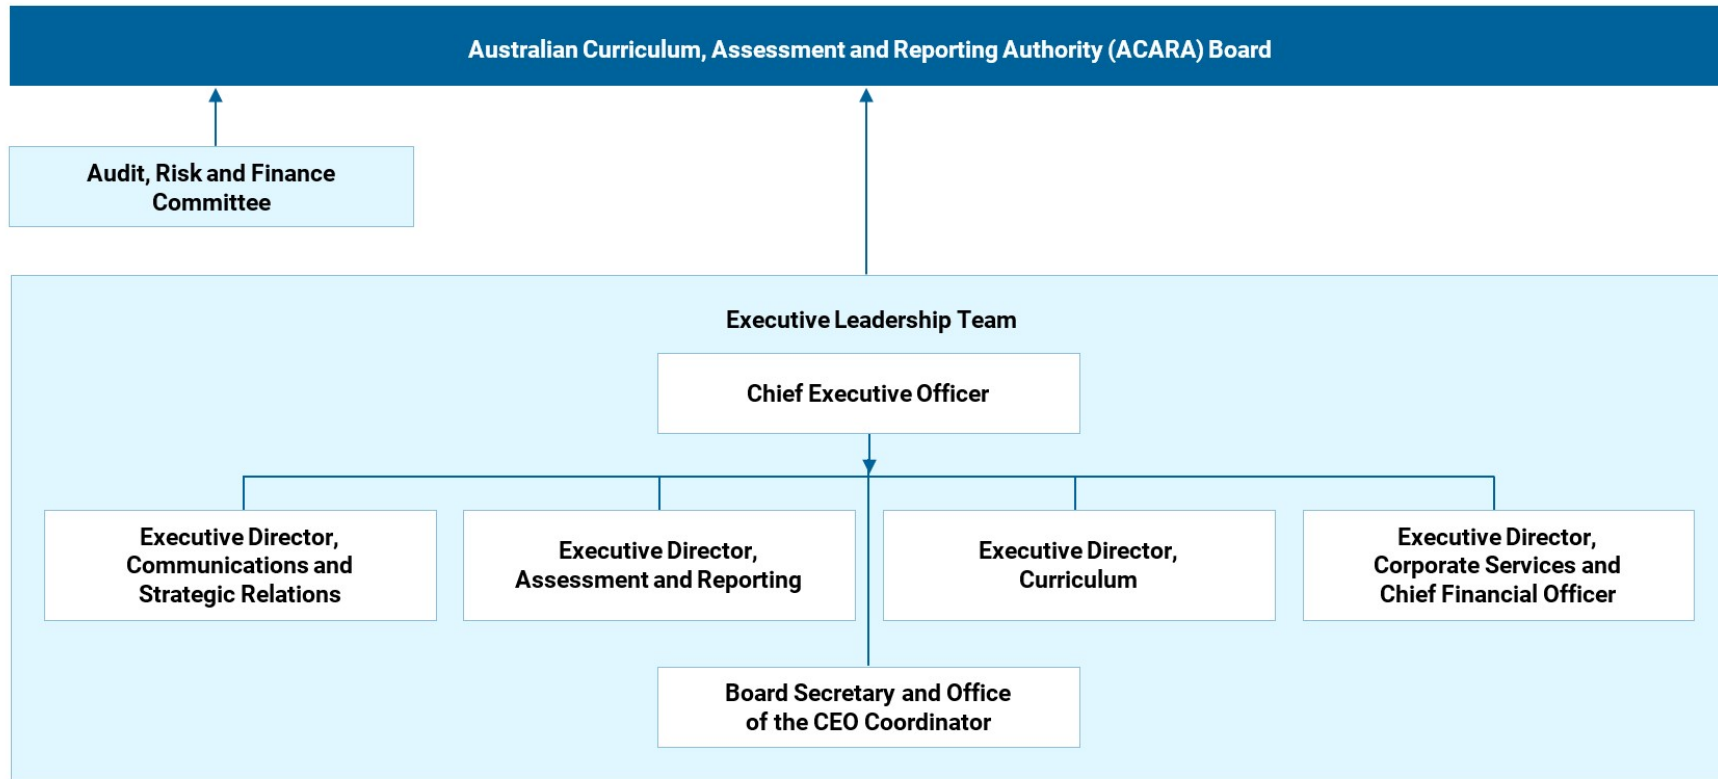 Australian Curriculum, Assessment and Reporting Authority (ACARA) Board
Audit, Risk and Finance
Committee
Executive Leadership Team
Chief Executive Officer
Executive Director,
Communications and
Strategic Relations
Executive Director,
Assessment and Reporting
Executive Director,
Curriculum
Executive Director,
Corporate Services and
Chief Financial Officer
Board Secretary and Office
of the CEO Coordinator